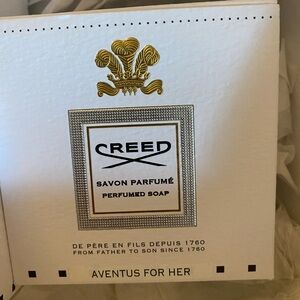 CREED
SAVON PARFUMÉ
PERFUMED SOAP
DE PÈRE EN FILS DEPUIS 1760
FROM FATHER TO SON SINCE 1760
AVENTUS FOR HER